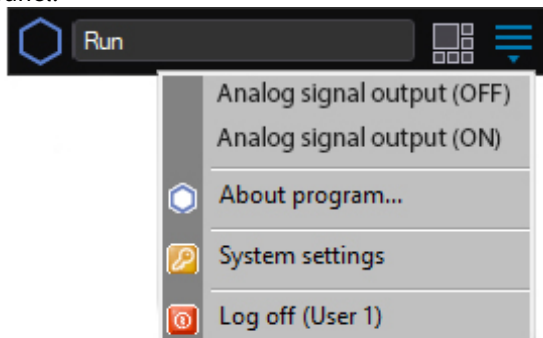 Run
Analog signal output (OFF)
Analog signal output (ON)
About program...
System settings
Log off (User 1)